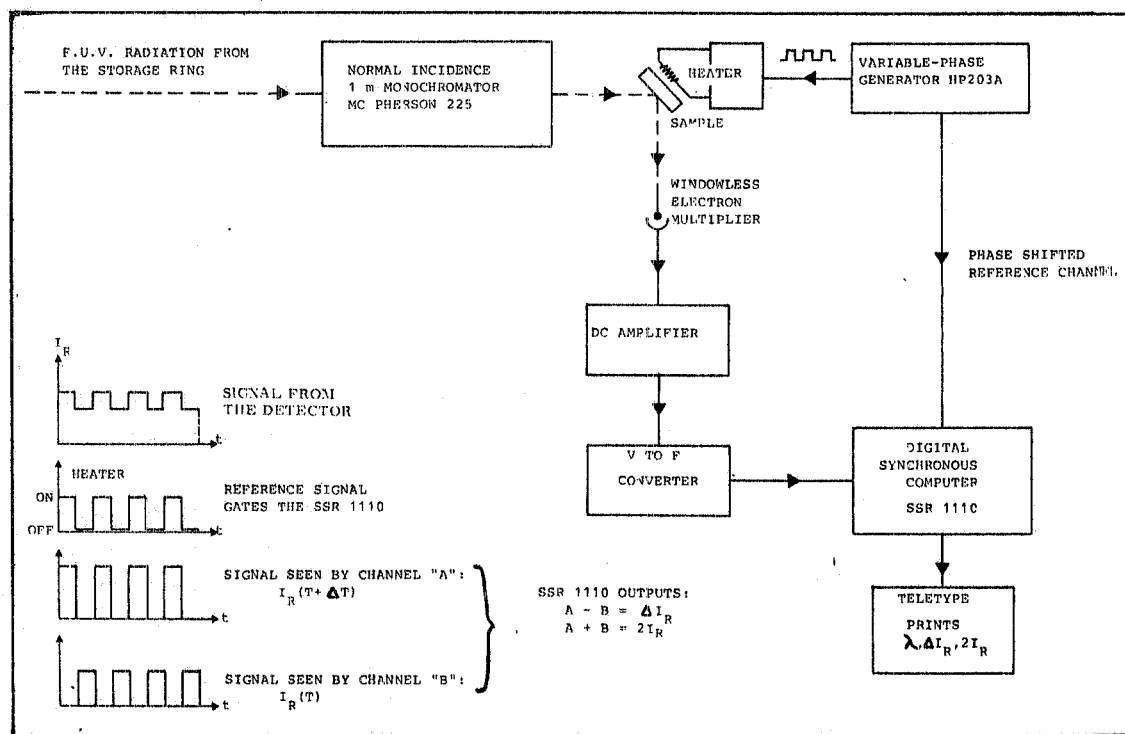 F.U.V. RADIATION FROM
THE STORAGE RING
NORMAL INCIDENCE
1 m MONOCHROMATOR
MC PHERSON 225
HEATER
SAMPLE
VARIABLE-PHASE
GENERATOR HP203A
WINDOWLESS
ELECTRON
MULTIPLIER
PHASE SHIFTED
REFERENCE CHANNEL
DC AMPLIFIER
V TO F
CONVERTER
DIGITAL
SYNCHRONOUS
COMPUTER
SSR 1110
TELETYPE
PRINTS
λ,ΔI_R,2I_R
I_R
SIGNAL FROM
THE DETECTOR
t
HEATER
ON
OFF
REFERENCE SIGNAL
GATES THE SSR 1110
t
SIGNAL SEEN BY CHANNEL "A":
I_R(T+ΔT)
t
SIGNAL SEEN BY CHANNEL "B":
I_R(T)
t
SSR 1110 OUTPUTS:
A - B = ΔI_R
A + B = 2I_R